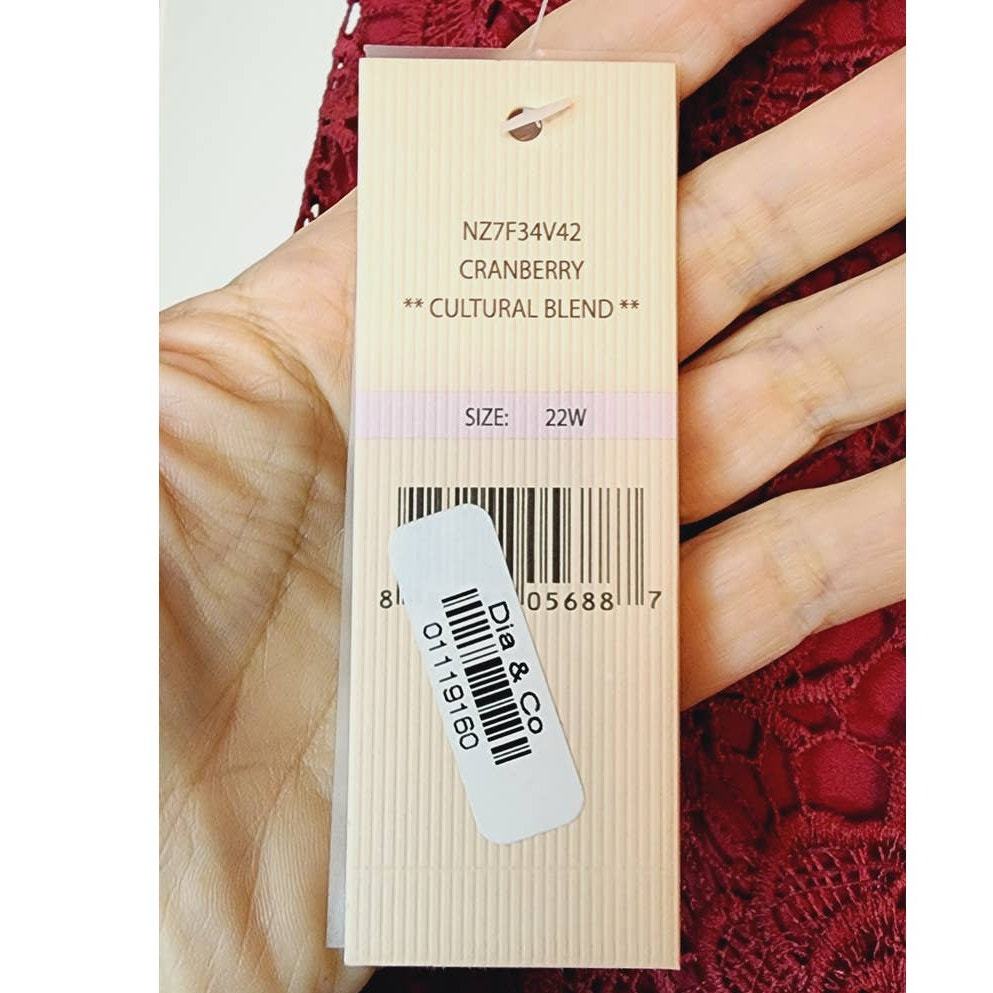 NZ7F34V42
CRANBERRY
** CULTURAL BLEND **
SIZE: 22W
8 05688 7
Dia & Co
01119160